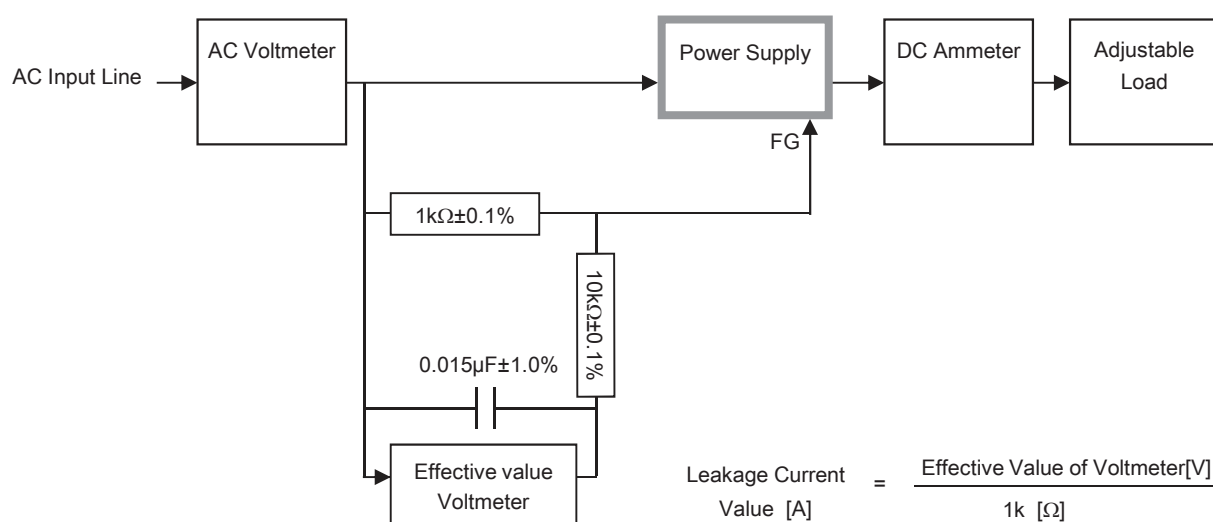 AC Input Line
AC Voltmeter
Power Supply
DC Ammeter
Adjustable
Load
FG
1kΩ±0.1%
10kΩ±0.1%
0.015μF±1.0%
Effective value
Voltmeter
Leakage Current
Value [A]
=
Effective Value of Voltmeter[V]
1k [Ω]